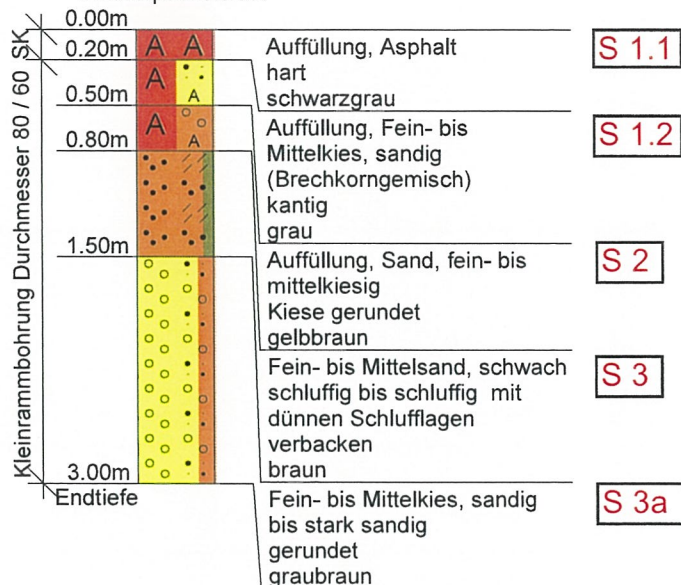 0.00m
0.20m
0.50m
0.80m
1.50m
3.00m
Endtiefe
Kleinrammbohrung Durchmesser 80 / 60 SK
A A
A A
A A
Auffüllung, Asphalt
hart
schwarzgrau
S 1.1
Auffüllung, Fein- bis
Mittelkies, sandig
(Brechkorngemisch)
kantig
grau
S 1.2
Auffüllung, Sand, fein- bis
mittelkiesig
Kiese gerundet
gelbbraun
S 2
Fein- bis Mittelsand, schwach
schluffig bis schluffig mit
dünnen Schlufflagen
verbacken
braun
S 3
Fein- bis Mittelkies, sandig
bis stark sandig
gerundet
graubraun
S 3a